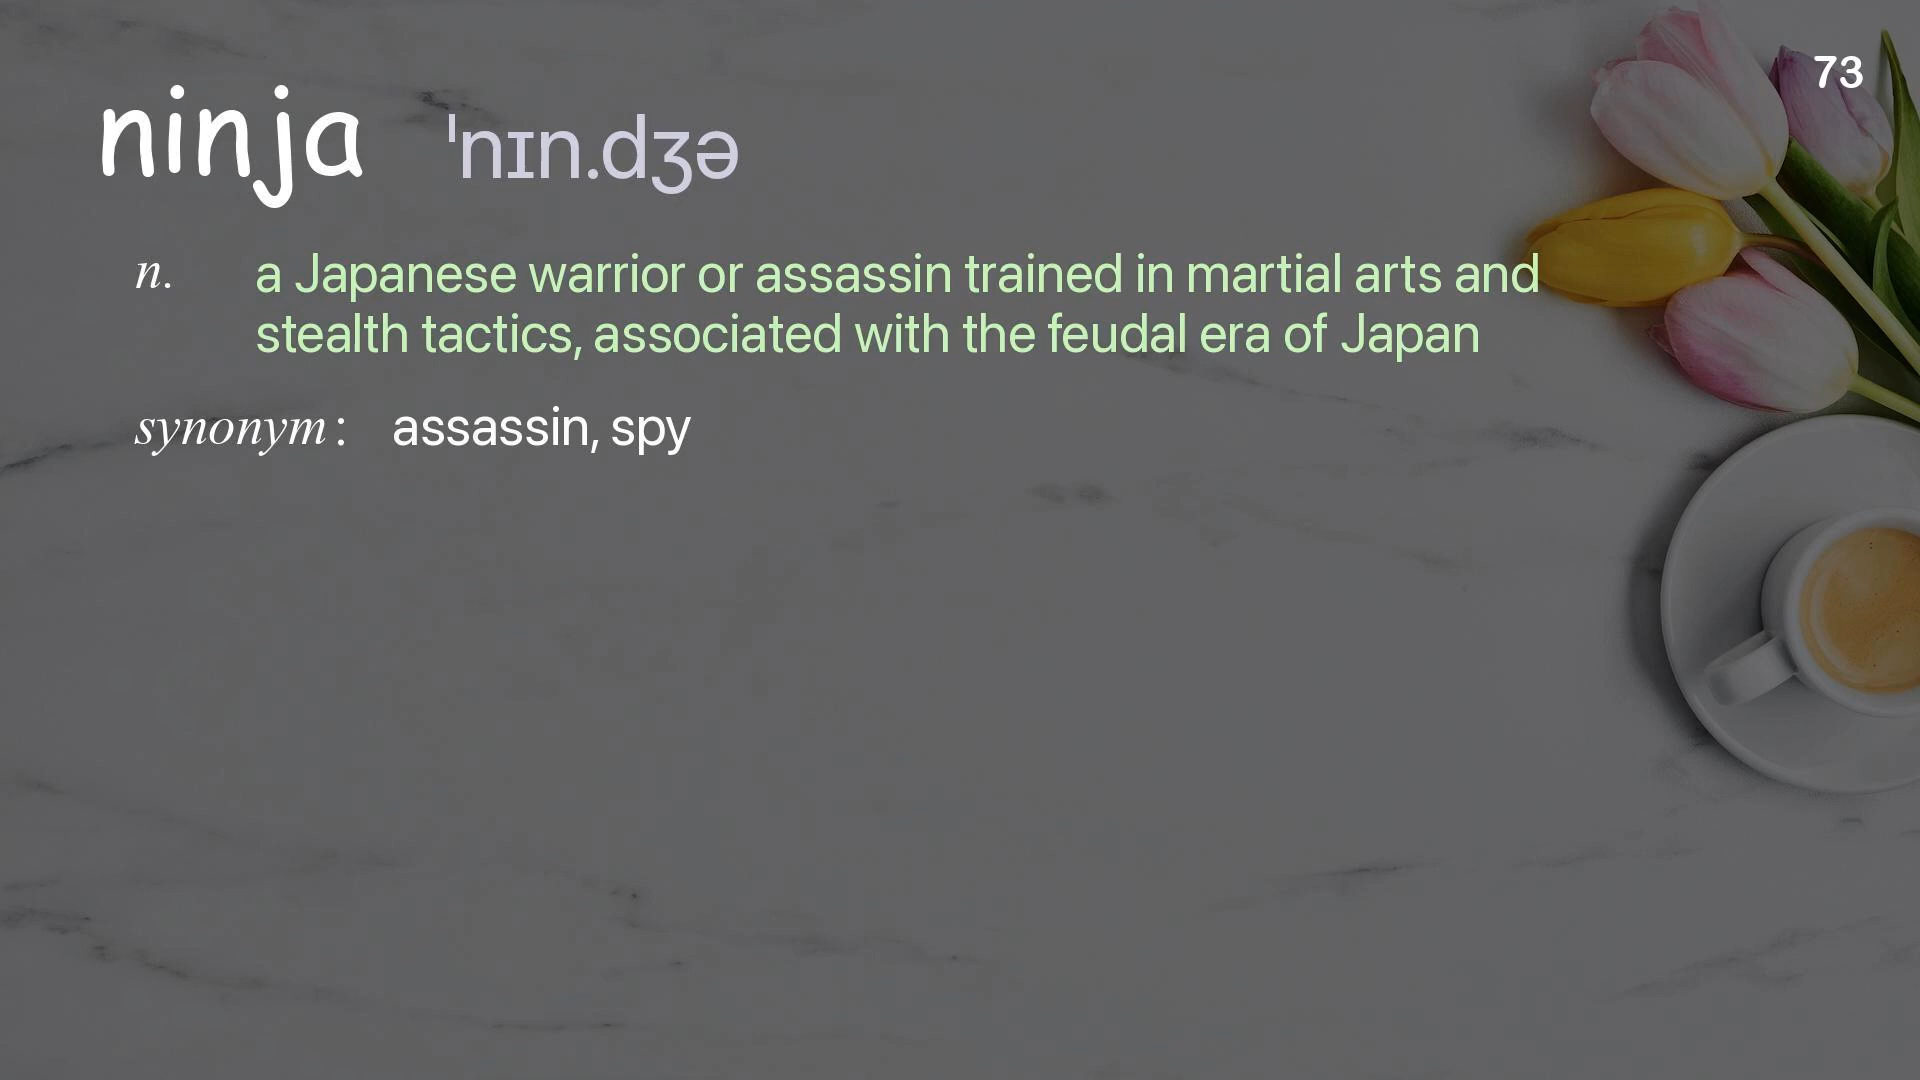 73
ninja ˈnɪn.dʒə
n. a Japanese warrior or assassin trained in martial arts and
stealth tactics, associated with the feudal era of Japan
synonym : assassin, spy